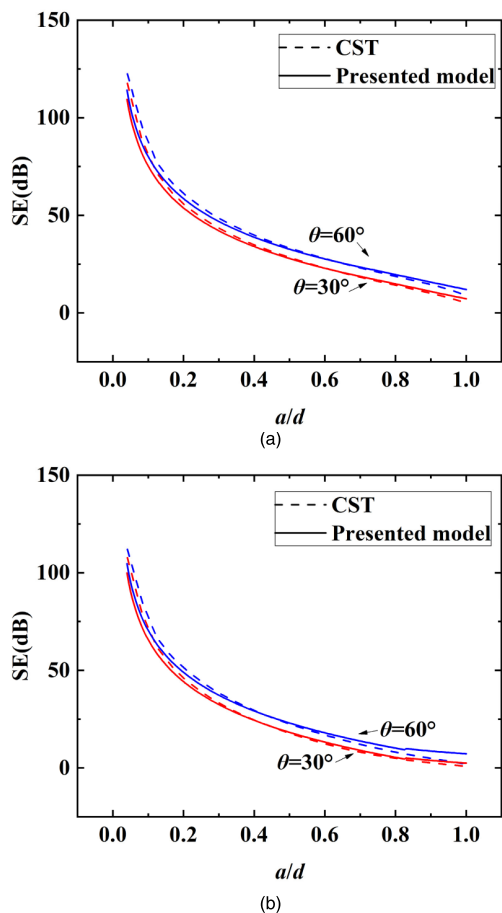 150
100
50
0
SE(dB)
CST
Presented model
θ=60°
θ=30°
0.0 0.2 0.4 0.6 0.8 1.0
a/d
(a)
150
100
50
0
SE(dB)
CST
Presented model
θ=60°
θ=30°
0.0 0.2 0.4 0.6 0.8 1.0
a/d
(b)